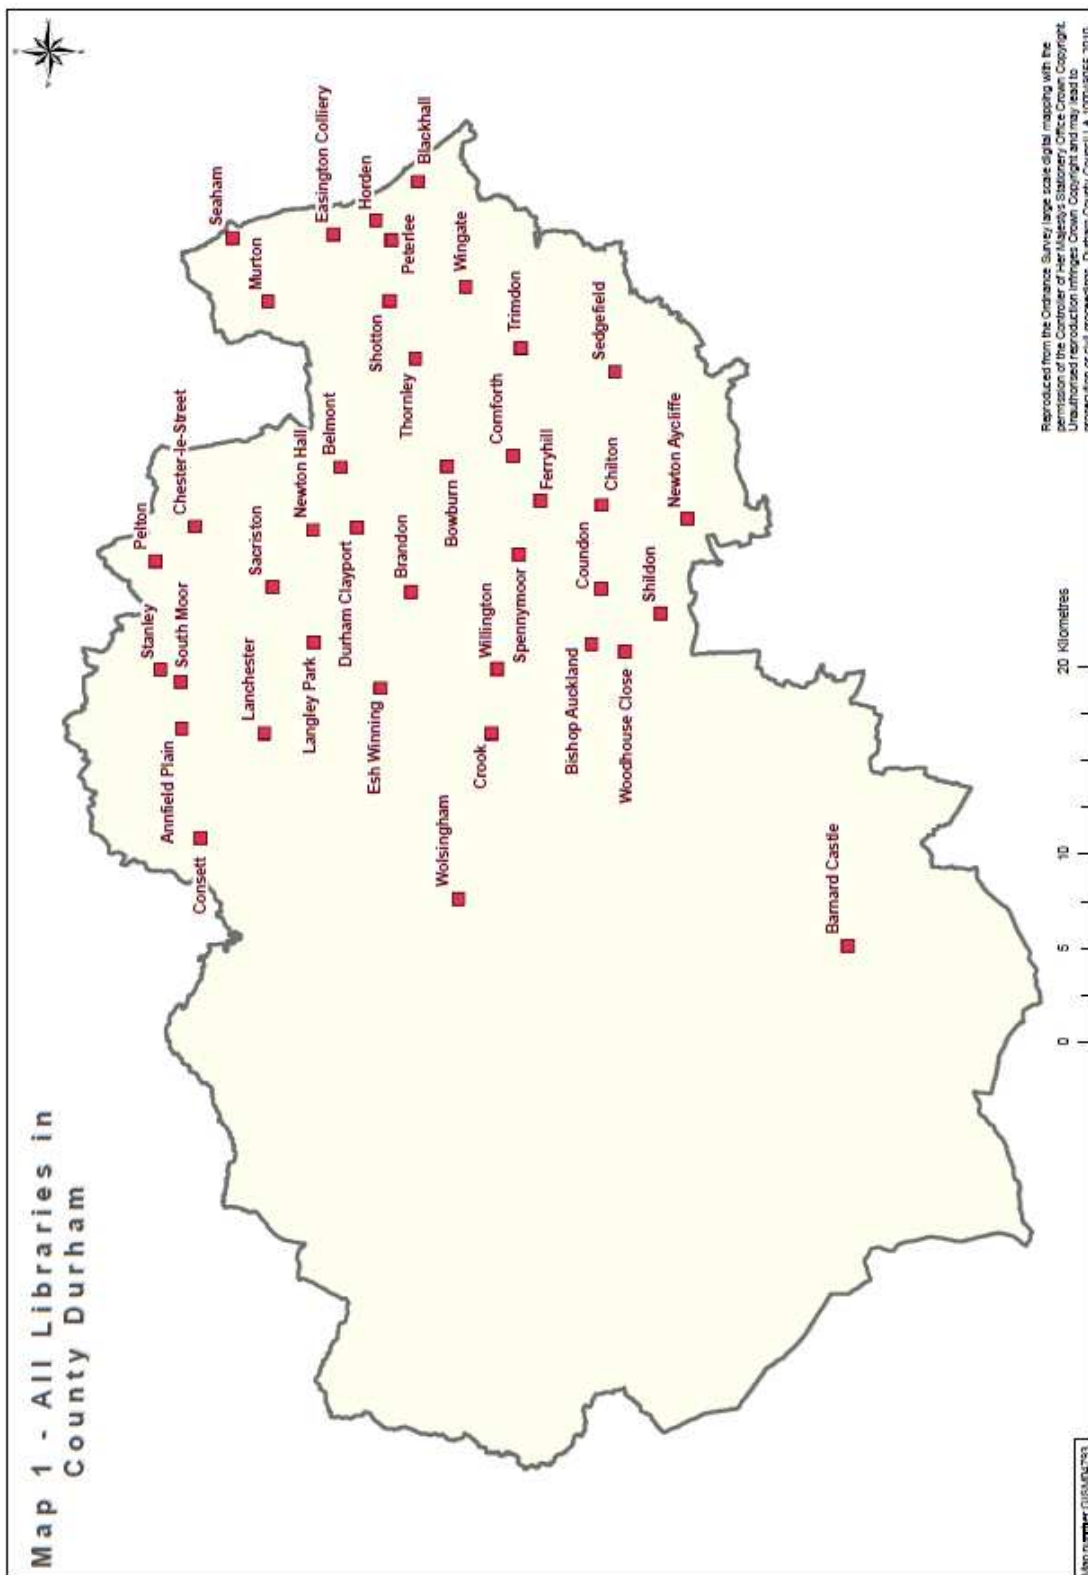 Map 1 - All Libraries in
County Durham
Pelton
Stanley
South Moor
Chester-le-Street
Annfield Plain
Consett
Seaham
Murton
Sacriston
Lanchester
Newton Hall
Langley Park
Belmont
Durham Clayport
Easington Colliery
Horden
Peterlee
Shotton
Blackhall
Esh Winning
Brandon
Thornley
Bowburn
Wingate
Wolsingham
Crook
Willington
Spennymoor
Cornforth
Trimdon
Ferryhill
Bishop Auckland
Coundon
Chilton
Sedgefield
Woodhouse Close
Shildon
Newton Aycliffe
Barnard Castle
0 5 10 20 Kilometres
Reproduced from the Ordnance Survey large scale digital mapping with the
permission of the Controller of Her Majesty's Stationery Office Crown Copyright.
Unauthorised reproduction infringes Crown Copyright and may lead to